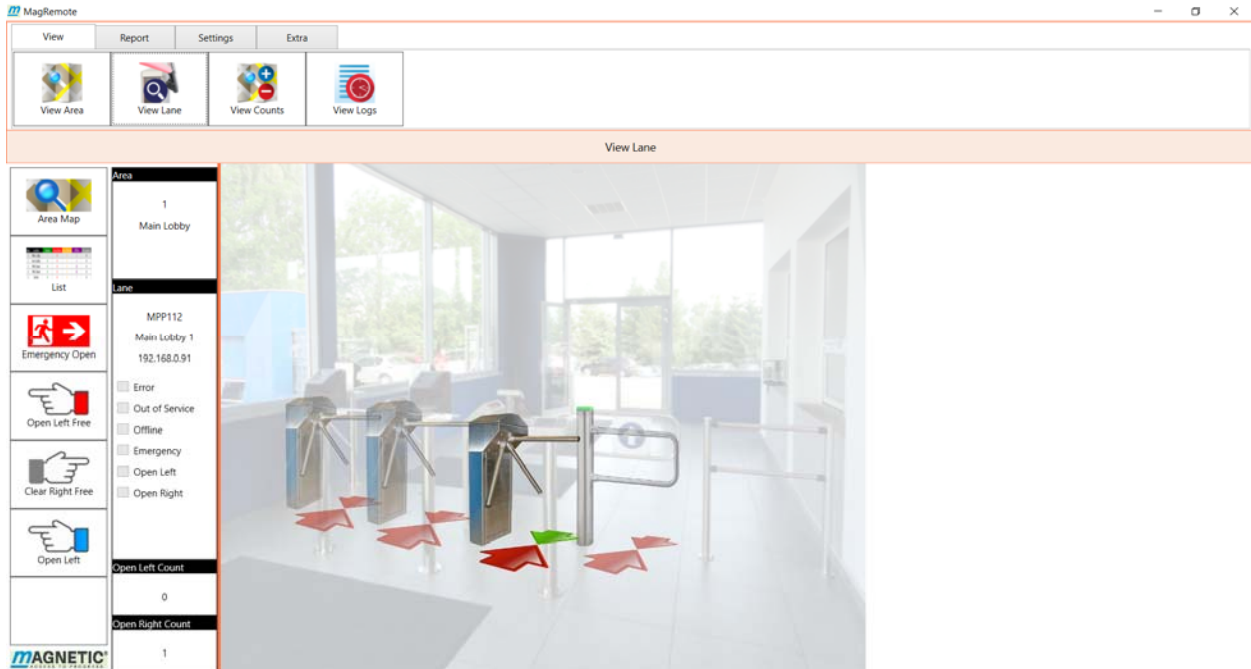 MagRemote
View
Report
Settings
Extra
View Area
View Lane
View Counts
View Logs
View Lane
Area Map
List
Emergency Open
Open Left Free
Clear Right Free
Open Left
MAGNETIC
Area
1
Main Lobby
Lane
MPP112
Main Lobby 1
192.168.0.91
Error
Out of Service
Offline
Emergency
Open Left
Open Right
Open Left Count
0
Open Right Count
1